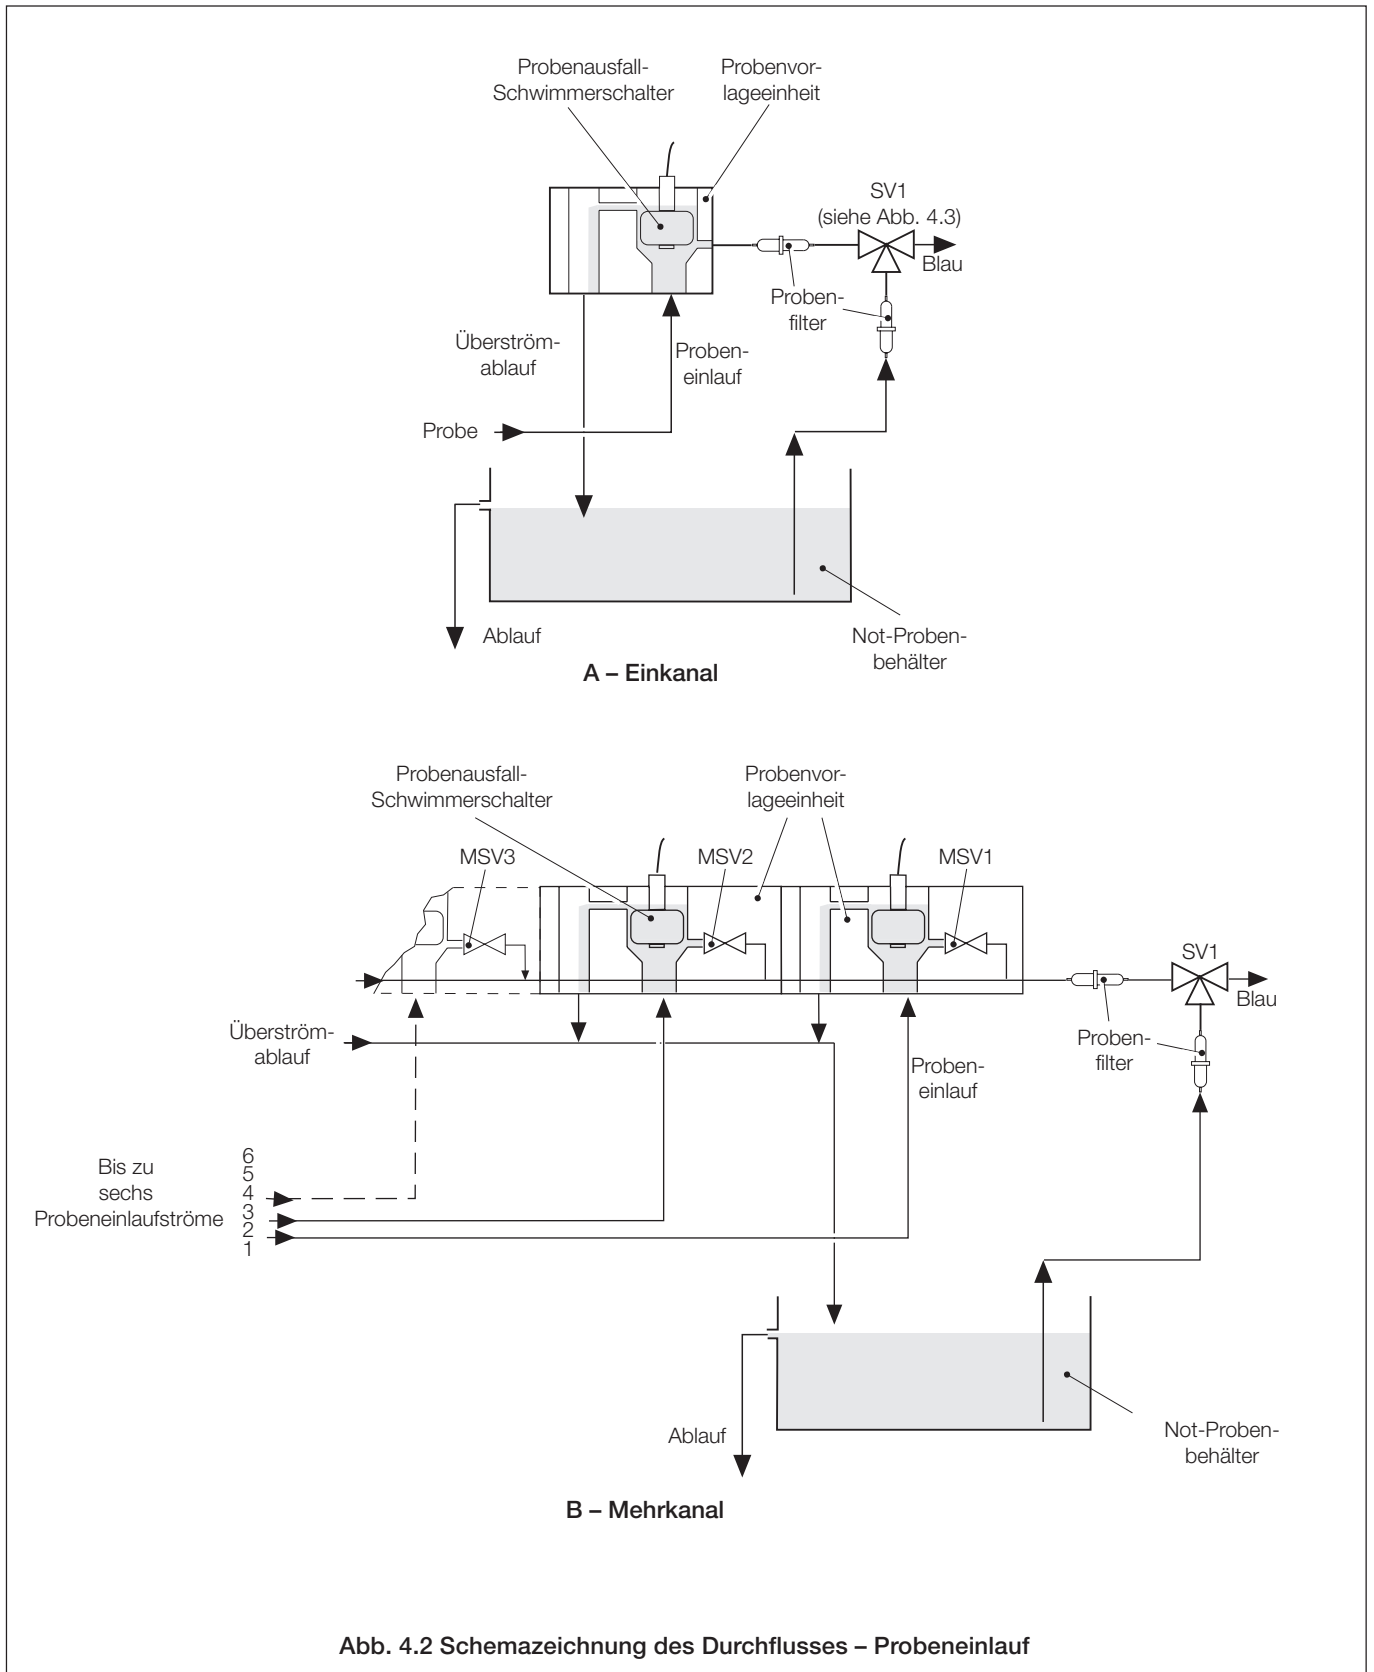 Probenausfall-
Schwimmerschalter
Probenvor-
lageeinheit
SV1
(siehe Abb. 4.3)
Blau
Proben-
filter
Überström-
ablauf
Proben-
einlauf
Probe
Ablauf
Not-Proben-
behälter
A – Einkanal
Probenausfall-
Schwimmerschalter
Probenvor-
lageeinheit
MSV3
MSV2
MSV1
SV1
Blau
Überström-
ablauf
Proben-
einlauf
Proben-
filter
Bis zu
sechs
Probeneinlaufströme
6
5
4
3
2
1
Ablauf
Not-Proben-
behälter
B – Mehrkanal
Abb. 4.2 Schemazeichnung des Durchflusses – Probeneinlauf